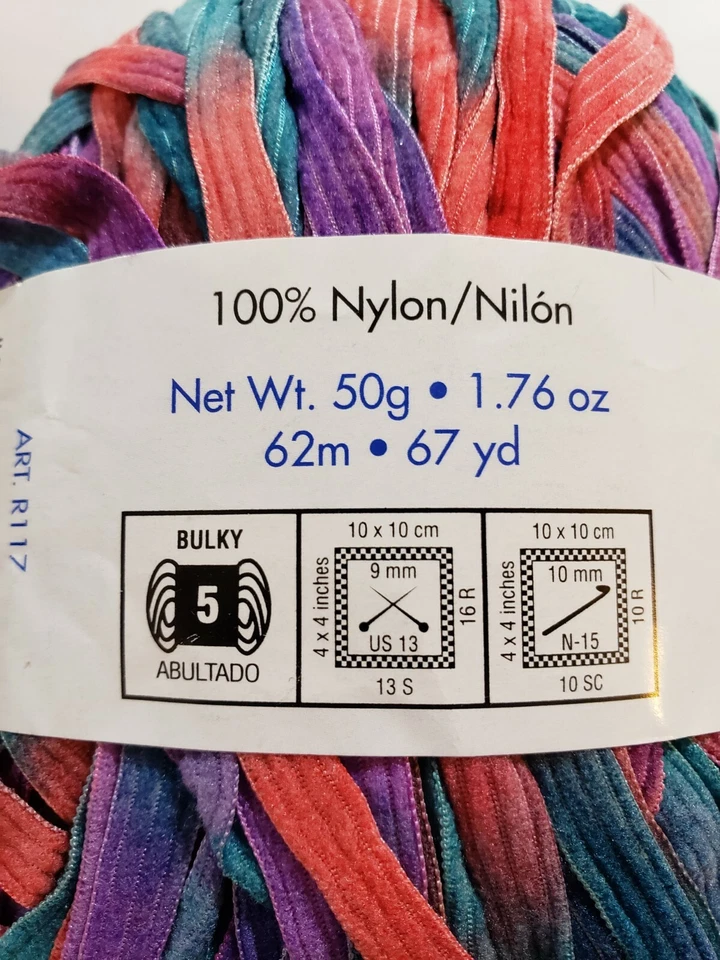 100% Nylon/Nilón
Net Wt. 50g • 1.76 oz
62m • 67 yd
ART. R117
BULKY
5
ABULTADO
10 x 10 cm
4 x 4 inches
9 mm
US 13
16 R
13 S
10 x 10 cm
4 x 4 inches
10 mm
N-15
10 R
10 SC